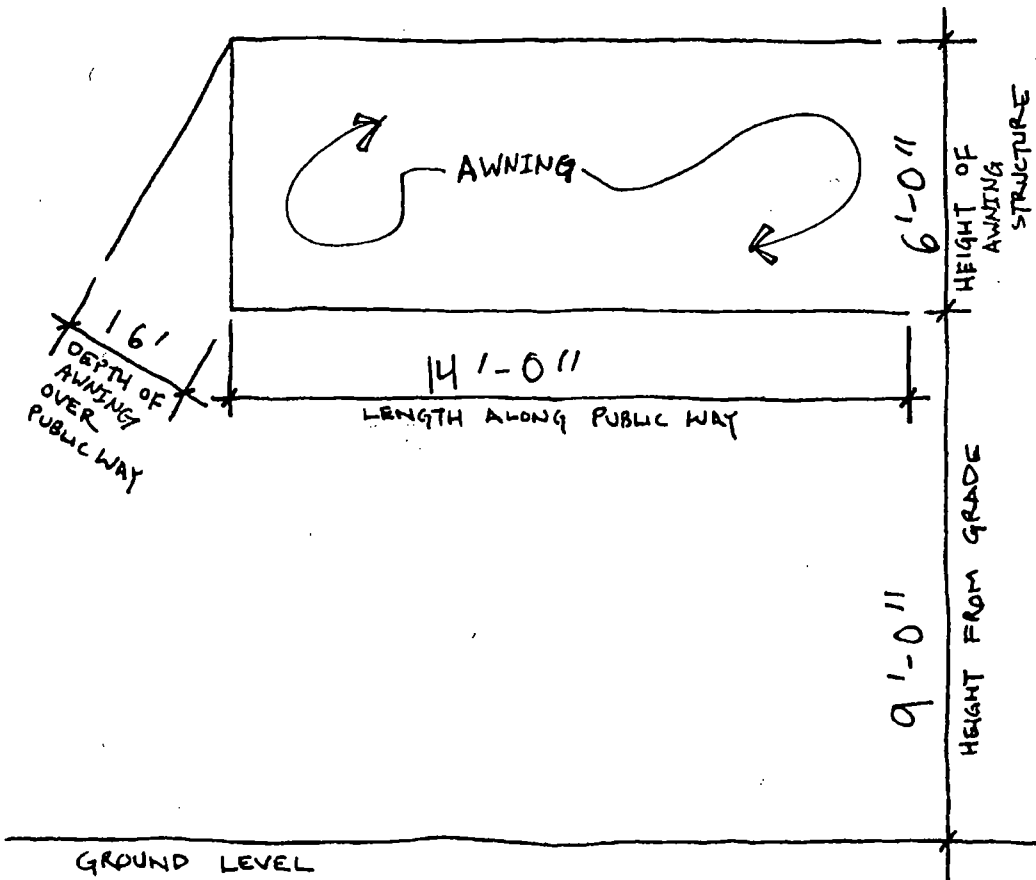 AWNING
6'-0"
HEIGHT OF
AWNING
STRUCTURE
16'
DEPTH OF
AWNING
OVER
PUBLIC WAY
14'-0"
LENGTH ALONG PUBLIC WAY
9'-0"
HEIGHT FROM GRADE
GROUND LEVEL